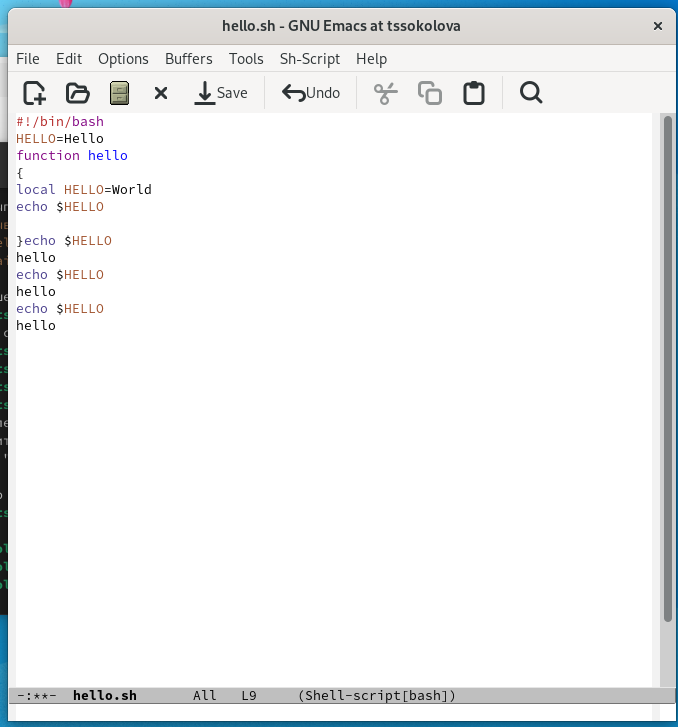 hello.sh - GNU Emacs at tssokolova
File Edit Options Buffers Tools Sh-Script Help
Save Undo
#!/bin/bash
HELLO=Hello
function hello
{
local HELLO=World
echo $HELLO
}echo $HELLO
hello
echo $HELLO
hello
echo $HELLO
hello
-:**- hello.sh All L9 (Shell-script[bash])